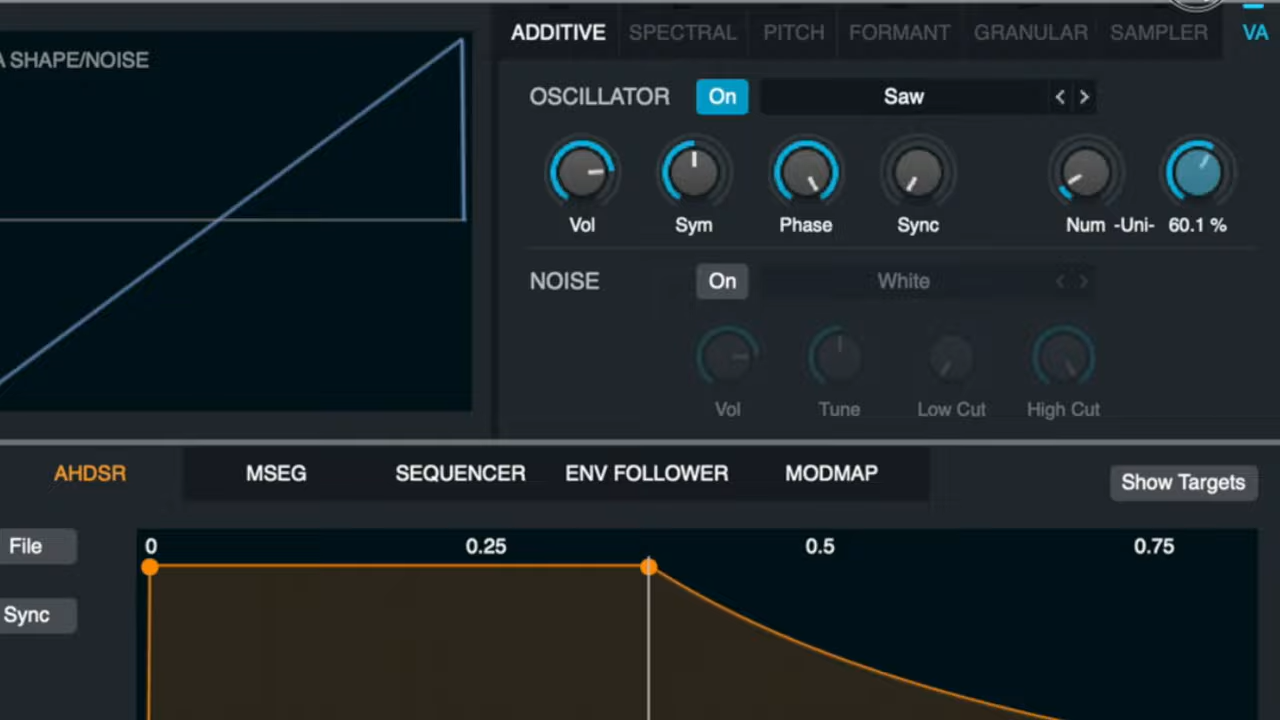 ADDITIVE SPECTRAL PITCH FORMANT GRANULAR SAMPLER VA
A SHAPE/NOISE
OSCILLATOR On Saw < >
Vol Sym Phase Sync Num -Uni- 60.1 %
NOISE On White < >
Vol Tune Low Cut High Cut
AHDSR MSEG SEQUENCER ENV FOLLOWER MODMAP Show Targets
File 0 0.25 0.5 0.75
Sync